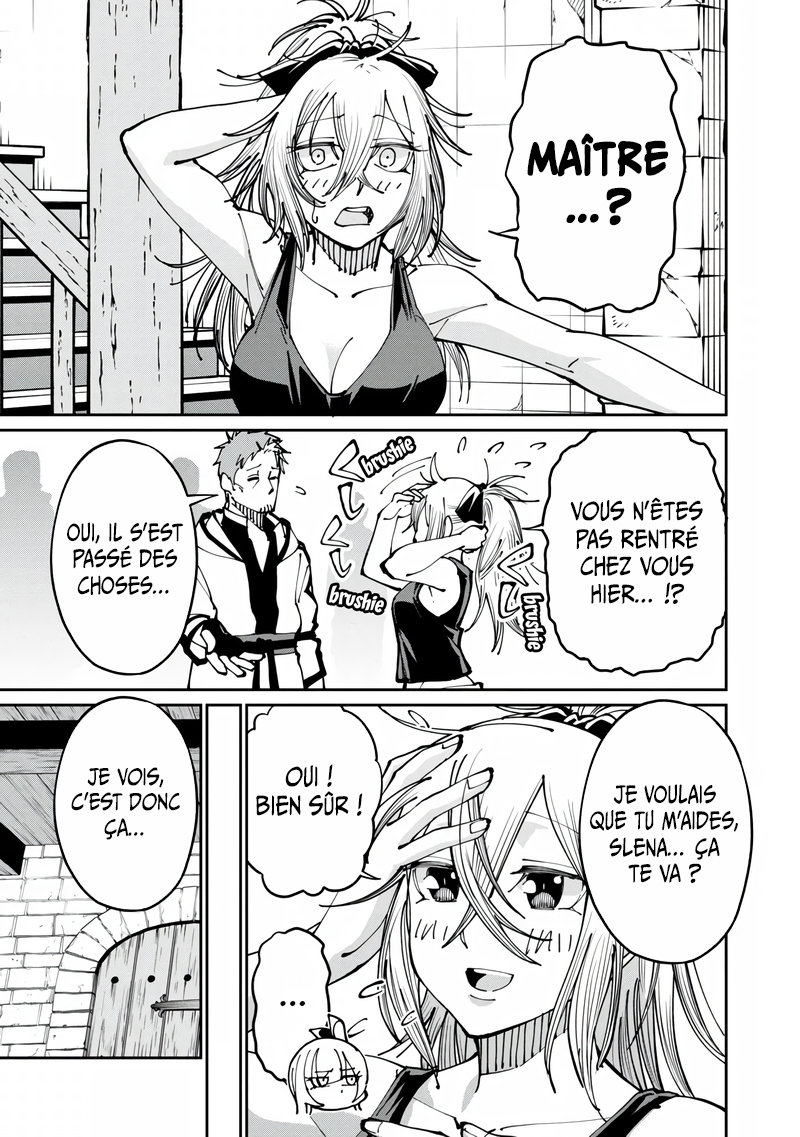 MAÎTRE
...?
VOUS N'ÊTES
PAS RENTRÉ
CHEZ VOUS
HIER... !?
brushie
brushie
brushie
OUI, IL S'EST
PASSÉ DES
CHOSES...
JE VOULAIS
QUE TU M'AIDES,
SLENA... ÇA
TE VA ?
OUI !
BIEN SÛR !
...
JE VOIS,
C'EST DONC
ÇA...